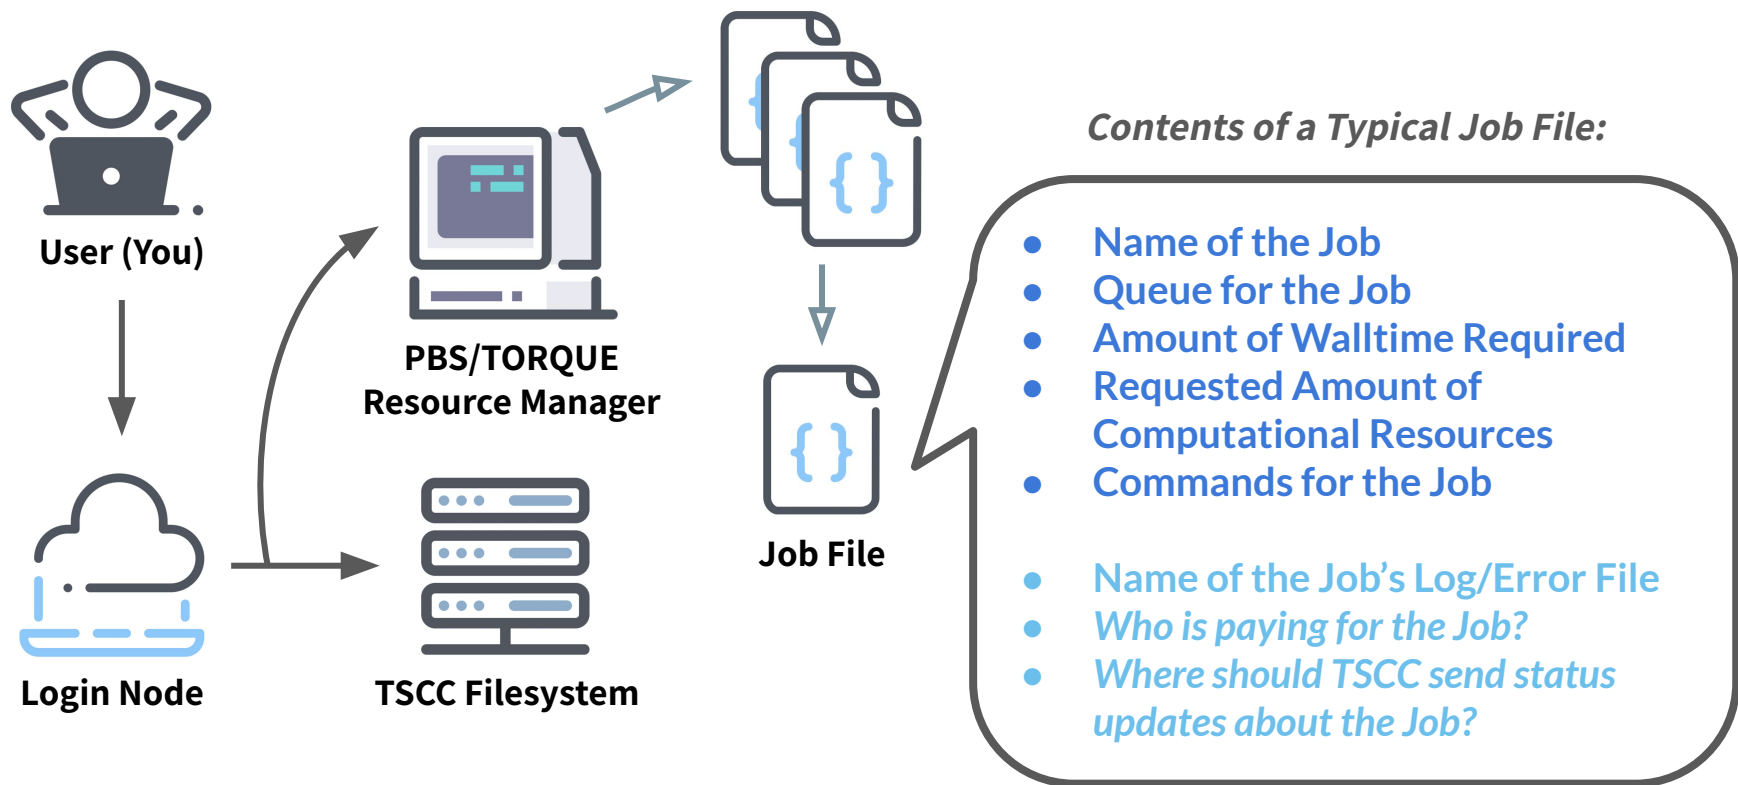 User (You)
Login Node
PBS/TORQUE
Resource Manager
TSCC Filesystem
Job File
Contents of a Typical Job File:
● Name of the Job
● Queue for the Job
● Amount of Walltime Required
● Requested Amount of
Computational Resources
● Commands for the Job
● Name of the Job’s Log/Error File
● Who is paying for the Job?
● Where should TSCC send status
updates about the Job?